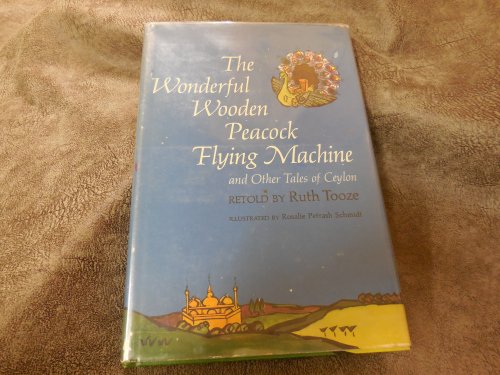 The
Wonderful
Wooden
Peacock
Flying Machine
and Other Tales of Ceylon
RETOLD BY Ruth Tooze
ILLUSTRATED BY Rosalie Petrash Schmidt